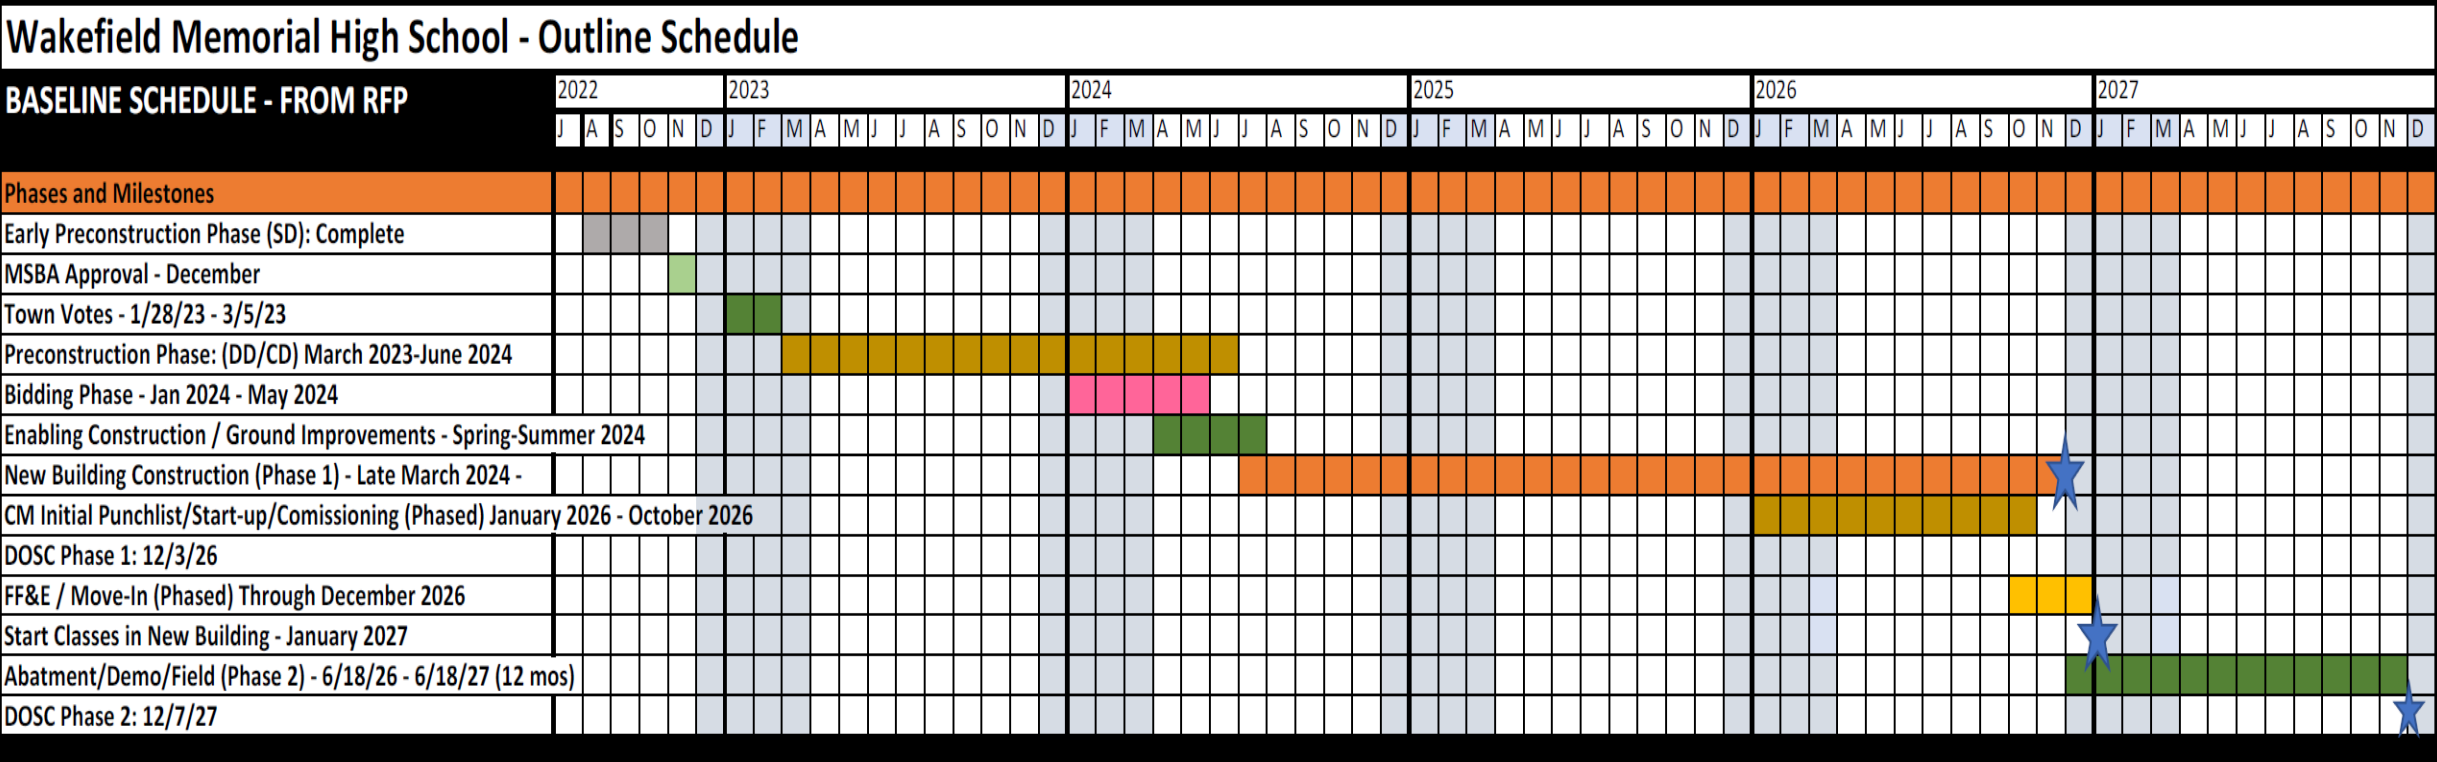 Wakefield Memorial High School - Outline Schedule
BASELINE SCHEDULE - FROM RFP
2022 2023 2024 2025 2026 2027
J A S O N D J F M A M J J A S O N D J F M A M J J A S O N D J F M A M J J A S O N D J F M A M J J A S O N D J F M A M J J A S O N D
Phases and Milestones
Early Preconstruction Phase (SD): Complete
MSBA Approval - December
Town Votes - 1/28/23 - 3/5/23
Preconstruction Phase: (DD/CD) March 2023-June 2024
Bidding Phase - Jan 2024 - May 2024
Enabling Construction / Ground Improvements - Spring-Summer 2024
New Building Construction (Phase 1) - Late March 2024 -
CM Initial Punchlist/Start-up/Comissioning (Phased) January 2026 - October 2026
DOSC Phase 1: 12/3/26
FF&E / Move-In (Phased) Through December 2026
Start Classes in New Building - January 2027
Abatment/Demo/Field (Phase 2) - 6/18/26 - 6/18/27 (12 mos)
DOSC Phase 2: 12/7/27